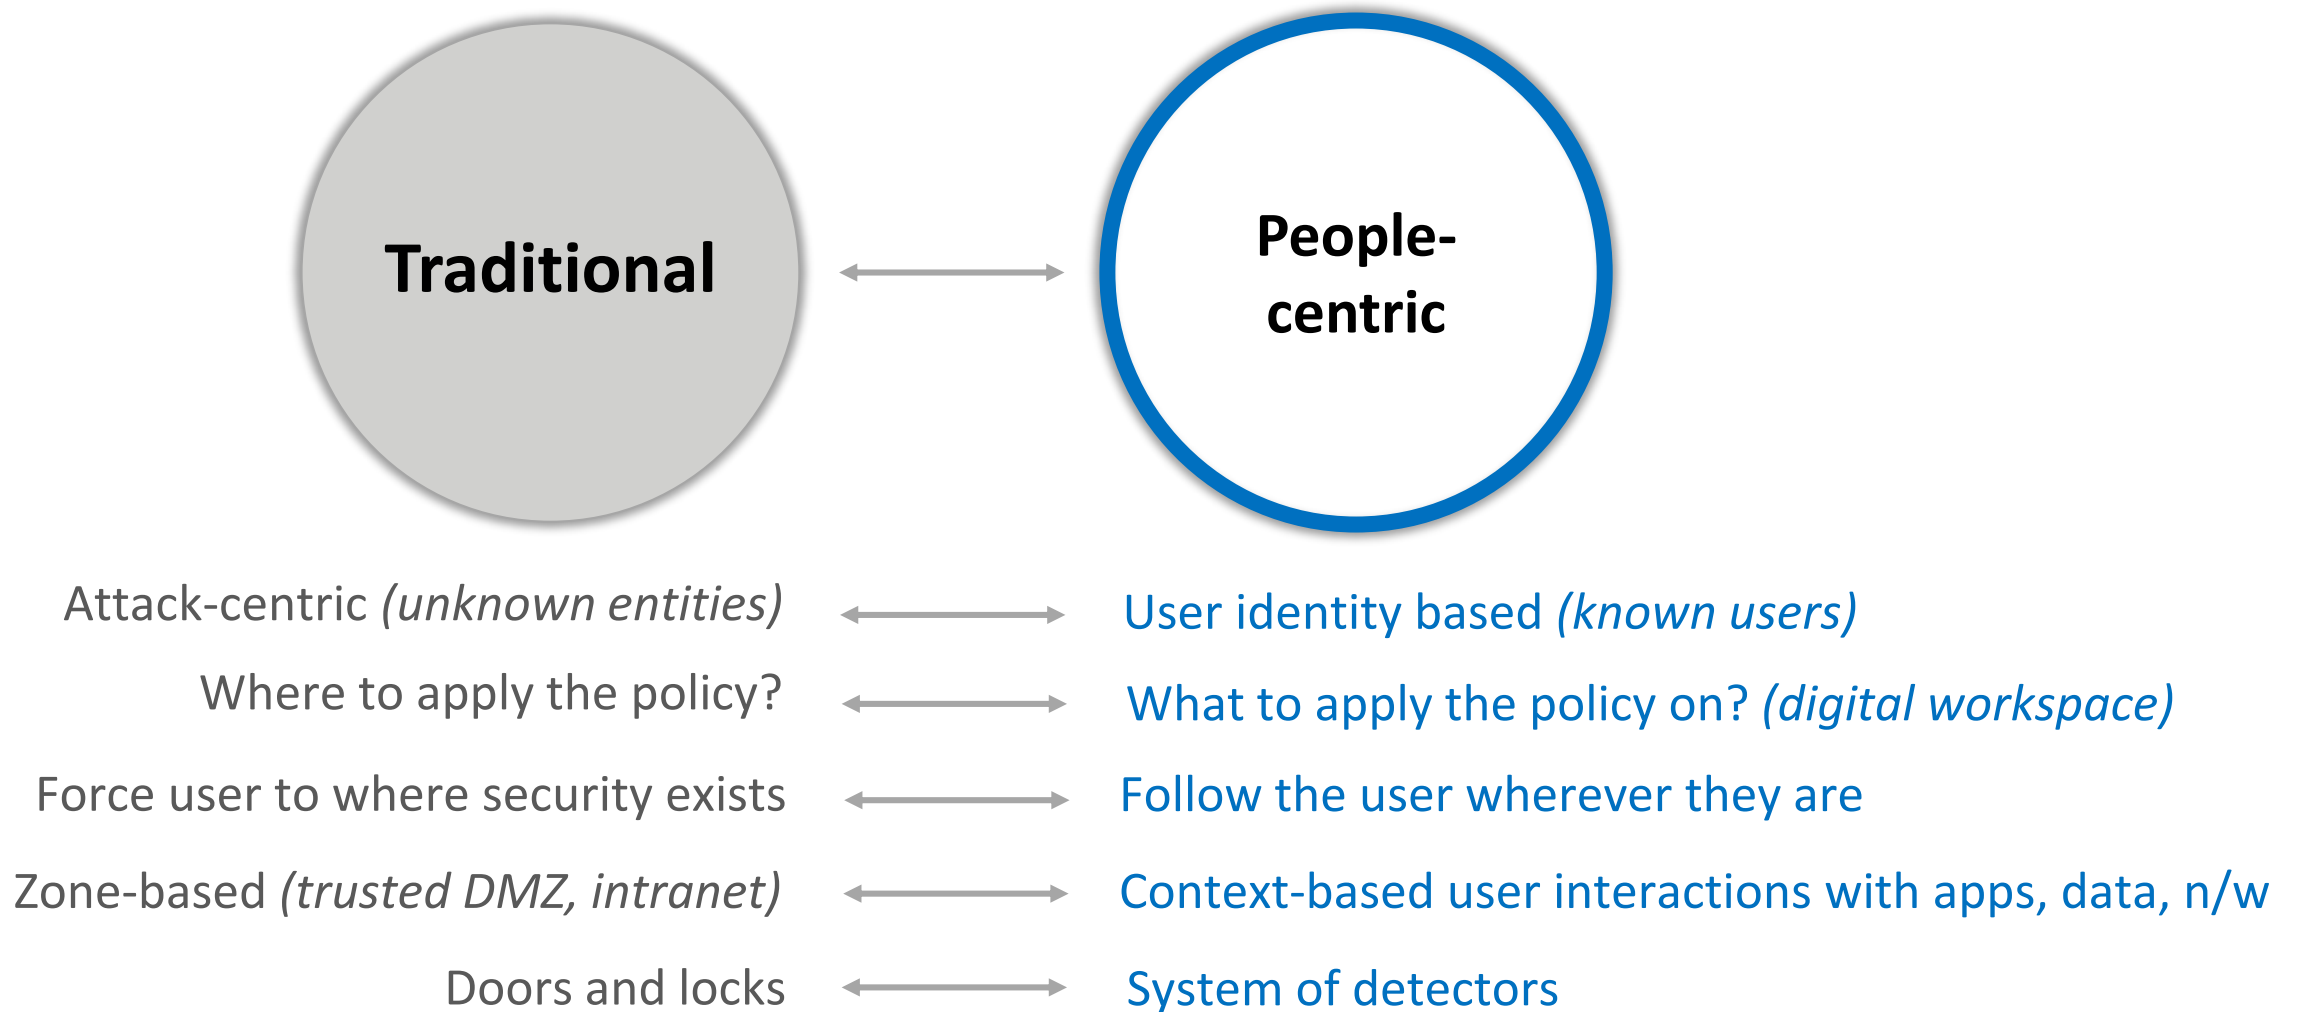 Traditional
People-
centric
Attack-centric (unknown entities)
User identity based (known users)
Where to apply the policy?
What to apply the policy on? (digital workspace)
Force user to where security exists
Follow the user wherever they are
Zone-based (trusted DMZ, intranet)
Context-based user interactions with apps, data, n/w
Doors and locks
System of detectors